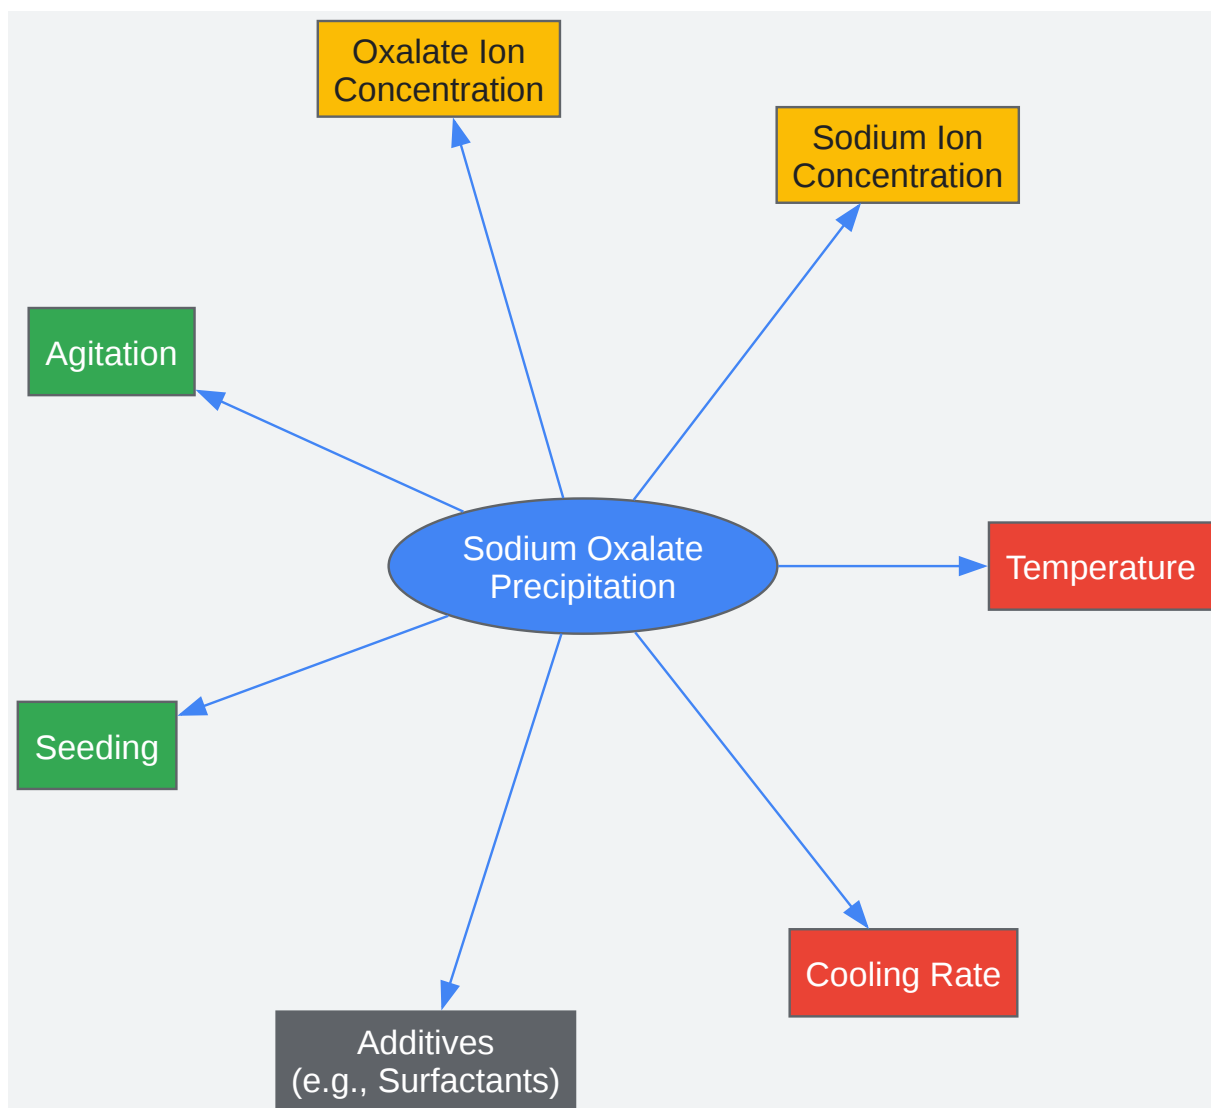 Oxalate Ion
Concentration
Sodium Ion
Concentration
Agitation
Sodium Oxalate
Precipitation
Temperature
Seeding
Cooling Rate
Additives
(e.g., Surfactants)